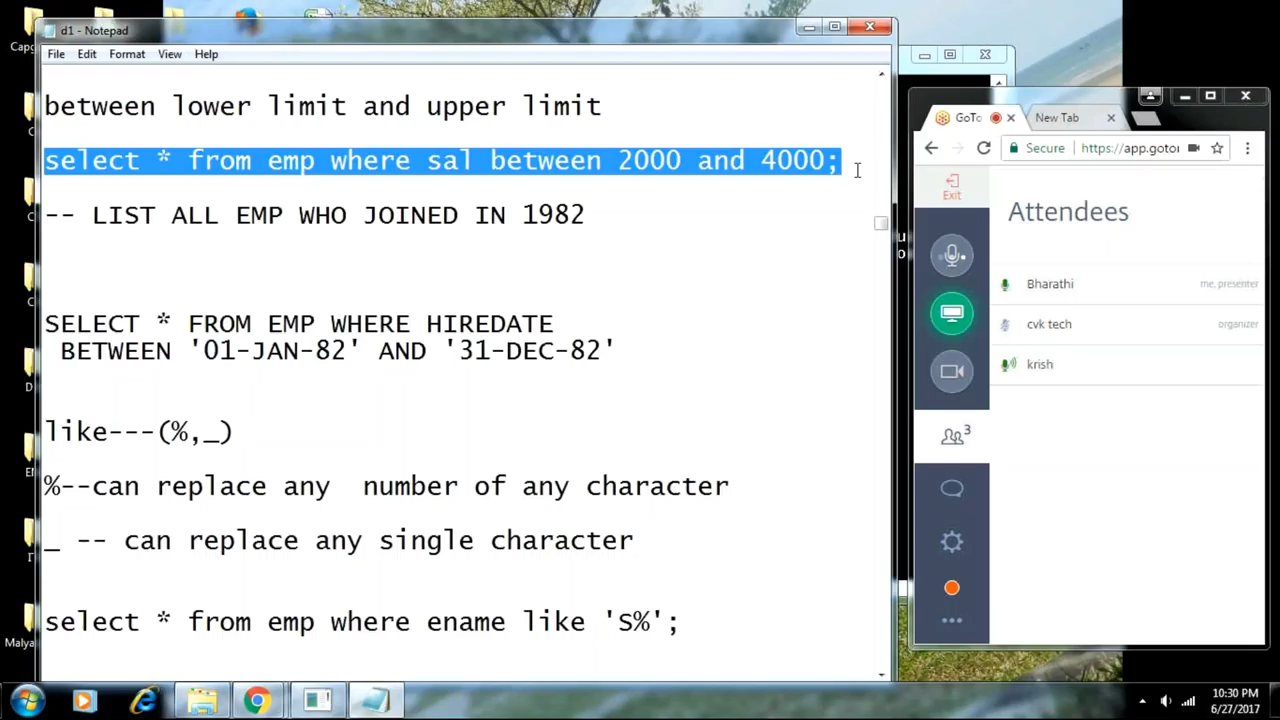 d1 - Notepad
File Edit Format View Help
between lower limit and upper limit
select * from emp where sal between 2000 and 4000;
-- LIST ALL EMP WHO JOINED IN 1982
SELECT * FROM EMP WHERE HIREDATE
BETWEEN '01-JAN-82' AND '31-DEC-82'
like---(%,_)
%--can replace any  number of any character
_ -- can replace any single character
select * from emp where ename like 'S%';
GoTo
New Tab
Secure
https://app.goto
Exit
Attendees
Bharathi me, presenter
cvk tech organizer
krish
3
Capg
Malya
10:30 PM
6/27/2017